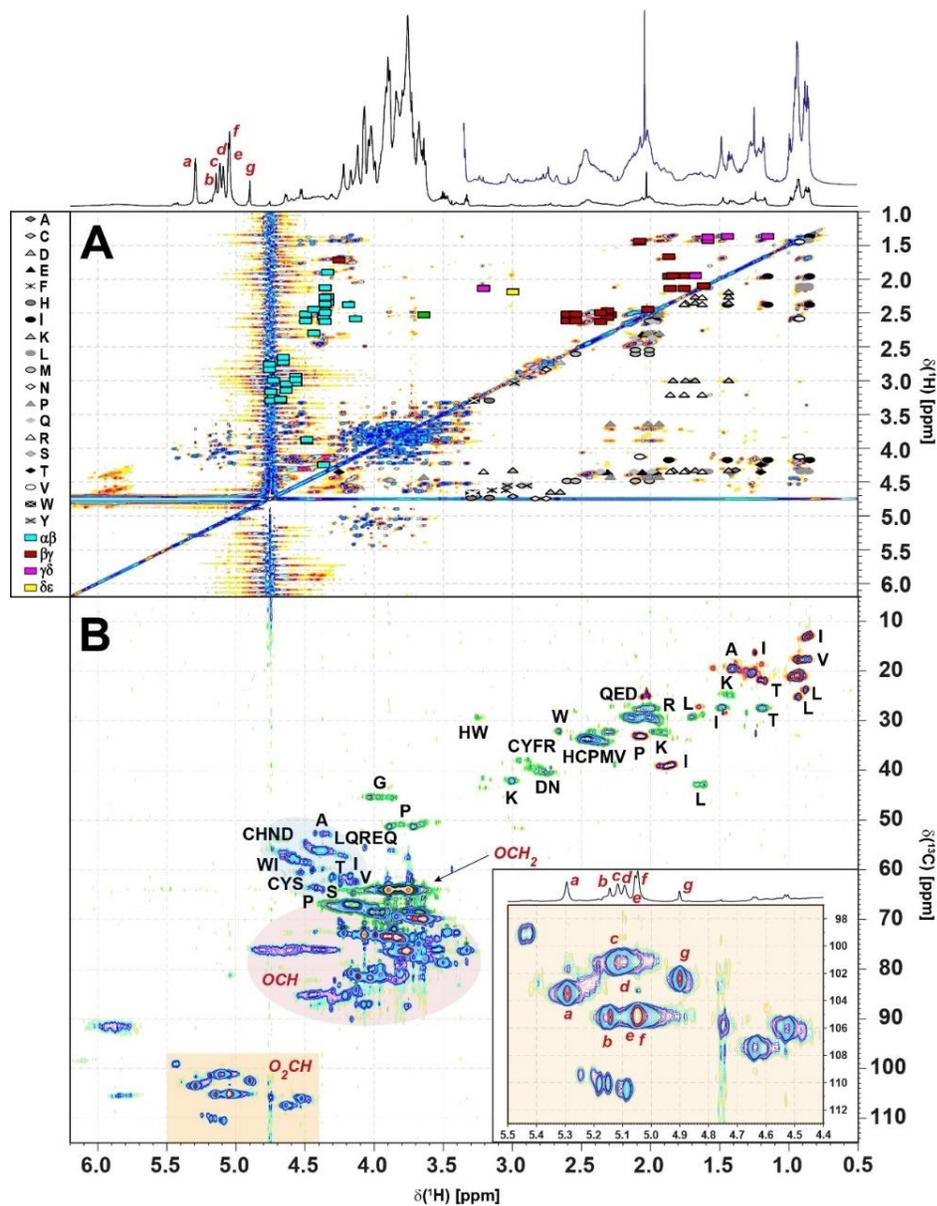 a
b
c
d
f
e
g
A
A
C
D
E
F
H
I
K
L
M
N
P
Q
R
S
T
V
W
Y
αβ
βγ
γδ
δε
1.0
1.5
2.0
2.5
3.0
3.5
4.0
4.5
5.0
5.5
6.0
δ(¹H) [ppm]
B
I
A
V
K
T
L
QED
R
L
I
T
L
W
HW
CYFR
HCPMV
P
K
I
DN
K
L
G
P
A
CHND
LQREQ
WI
T
I
V
CYS
S
P
OCH₂
OCH
O₂CH
10
20
30
40
50
60
70
80
90
100
110
δ(¹³C) [ppm]
a
b
c
d
e
f
g
c
g
d
a
b
e
f
98
100
102
104
106
108
110
112
5.5
5.3
5.2
5.1
5.0
4.9
4.7
4.6
4.5
4.4
6.0
5.5
5.0
4.5
4.0
3.5
3.0
2.5
2.0
1.5
1.0
0.5
δ(¹H) [ppm]